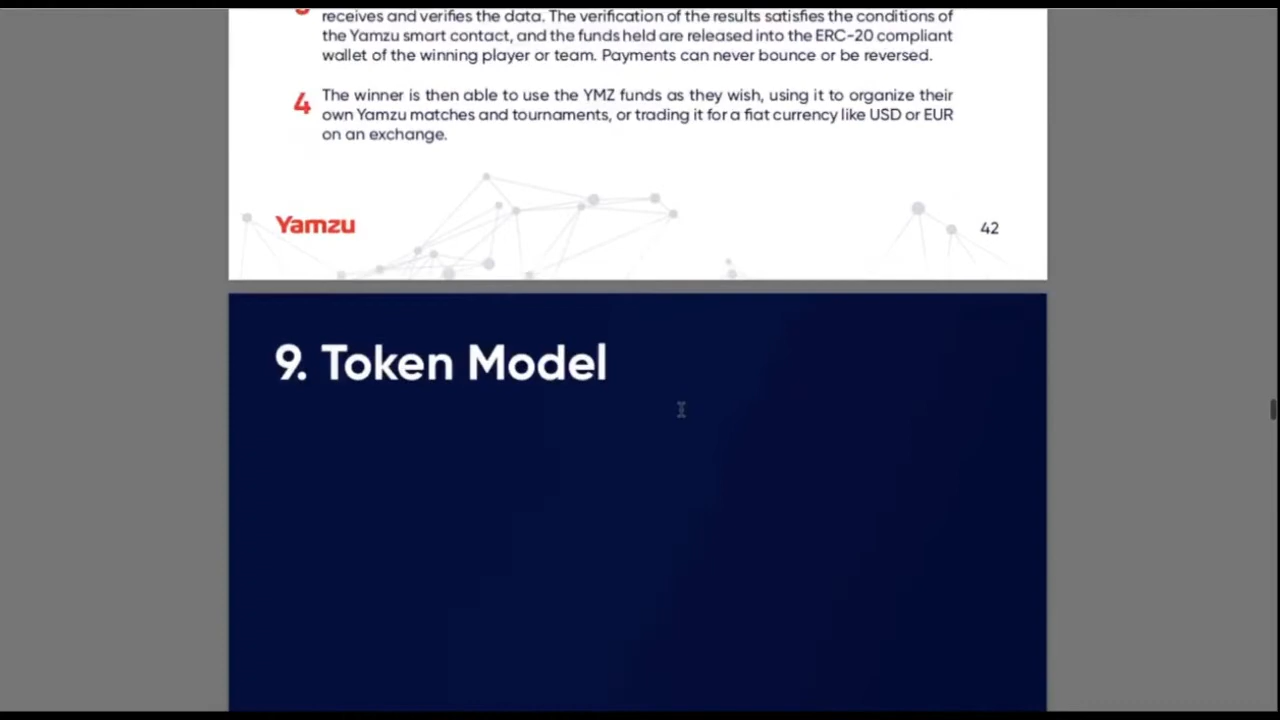 receives and verifies the data. The verification of the results satisfies the conditions of
the Yamzu smart contact, and the funds held are released into the ERC-20 compliant
wallet of the winning player or team. Payments can never bounce or be reversed.
4 The winner is then able to use the YMZ funds as they wish, using it to organize their
own Yamzu matches and tournaments, or trading it for a fiat currency like USD or EUR
on an exchange.
Yamzu
42
9. Token Model